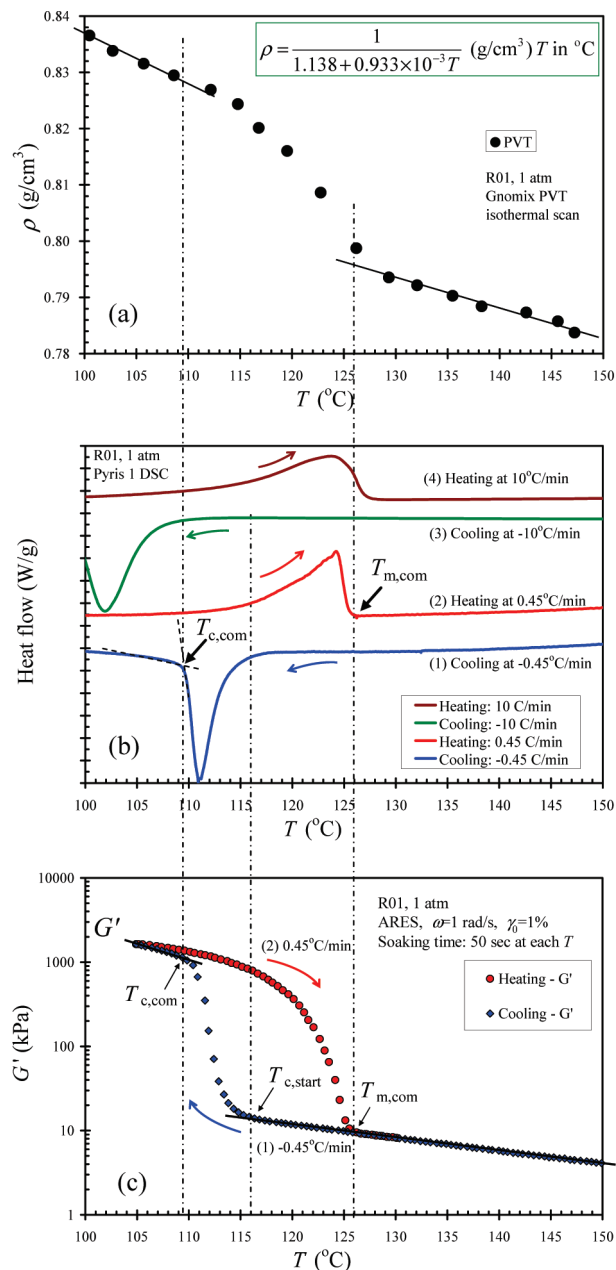 0.84
0.83
0.82
0.81
0.80
0.79
0.78
ρ (g/cm³)
ρ = 1 / (1.138+0.933×10⁻³T) (g/cm³) T in °C
PVT
R01, 1 atm
Gnomix PVT
isothermal scan
(a)
100 105 110 115 120 125 130 135 140 145 150
T (°C)
R01, 1 atm
Pyris 1 DSC
(4) Heating at 10°C/min
(3) Cooling at -10°C/min
T m,com
(2) Heating at 0.45°C/min
T c,com
(1) Cooling at -0.45°C/min
Heat flow (W/g)
(b)
Heating: 10 C/min
Cooling: -10 C/min
Heating: 0.45 C/min
Cooling: -0.45 C/min
100 105 110 115 120 125 130 135 140 145 150
T (°C)
10000
1000
100
10
1
G' (kPa)
R01, 1 atm
ARES, ω=1 rad/s, γ₀=1%
Soaking time: 50 sec at each T
G'
(2) 0.45°C/min
Heating - G'
Cooling - G'
T c,com
T c,start
T m,com
(1) -0.45°C/min
(c)
100 105 110 115 120 125 130 135 140 145 150
T (°C)